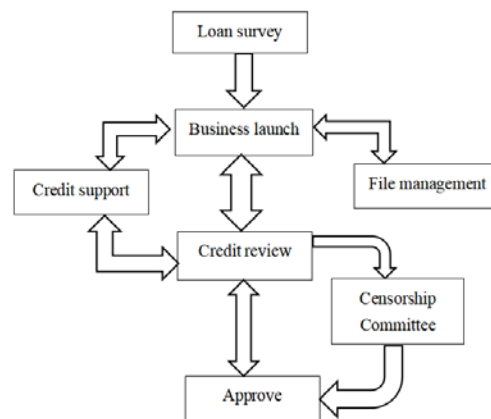 Loan survey
Business launch
Credit support
File management
Credit review
Censorship
Committee
Approve